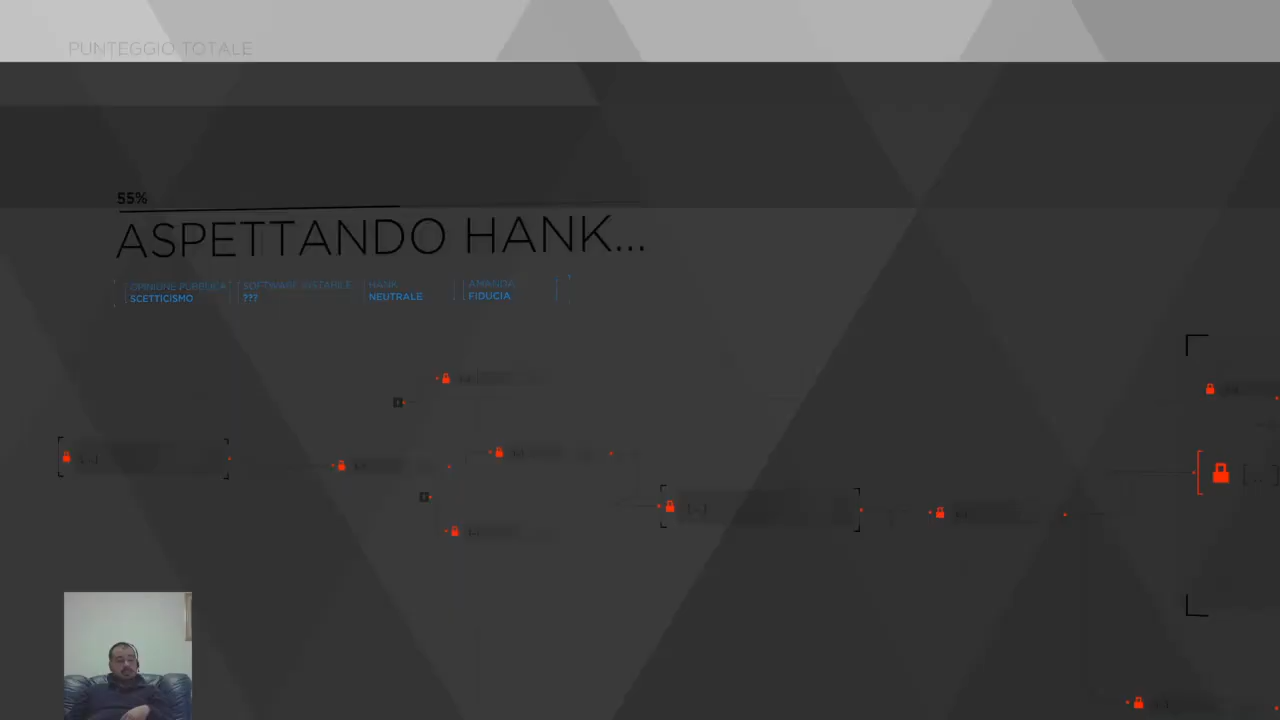 PUNTEGGIO TOTALE
55%
ASPETTANDO HANK...
OPINIONE PUBBLICA SOFTWARE INSTABILE HANK AMANDA
SCETTICISMO ??? NEUTRALE FIDUCIA